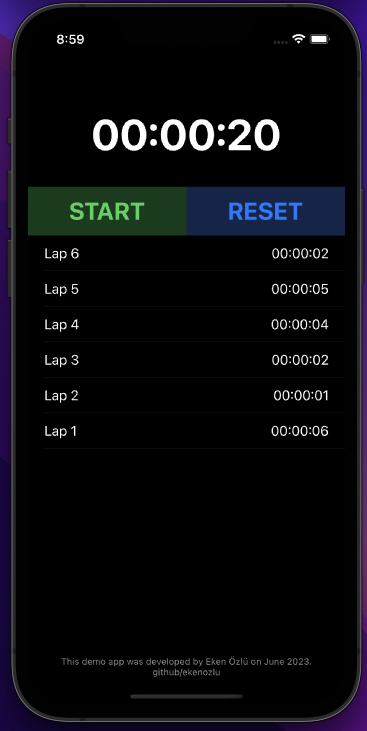 8:59
00:00:20
START RESET
Lap 6 00:00:02
Lap 5 00:00:05
Lap 4 00:00:04
Lap 3 00:00:02
Lap 2 00:00:01
Lap 1 00:00:06
This demo app was developed by Eken Özlü on June 2023.
github/ekenozlu